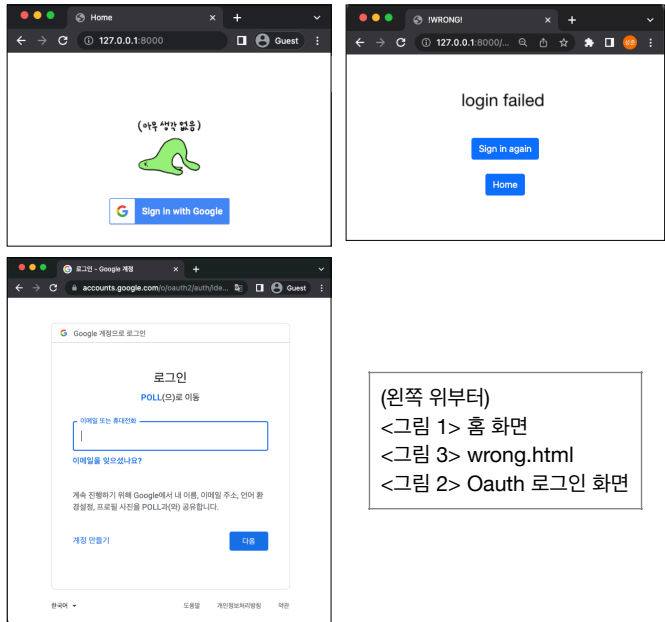 Home
127.0.0.1:8000
Guest
(아무 생각 없음)
G Sign in with Google
!WRONG!
127.0.0.1:8000/...
성준
login failed
Sign in again
Home
로그인 - Google 계정
accounts.google.com/o/oauth2/auth/ide...
Guest
G Google 계정으로 로그인
로그인
POLL(으)로 이동
이메일 또는 휴대전화
이메일을 잊으셨나요?
계속 진행하기 위해 Google에서 내 이름, 이메일 주소, 언어 환
경설정, 프로필 사진을 POLL과(와) 공유합니다.
계정 만들기
다음
한국어
도움말 개인정보처리방침 약관
(왼쪽 위부터)
<그림 1> 홈 화면
<그림 3> wrong.html
<그림 2> Oauth 로그인 화면